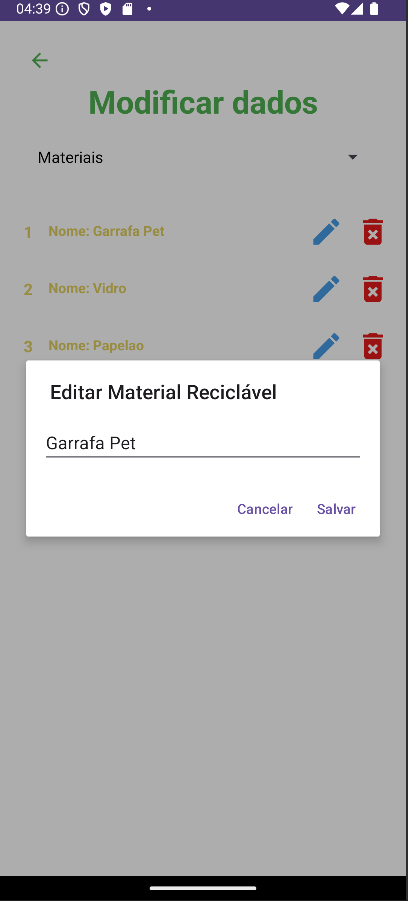 04:39
Modificar dados
Materiais
1 Nome: Garrafa Pet
2 Nome: Vidro
3 Nome: Papelao
Editar Material Reciclável
Garrafa Pet
Cancelar Salvar